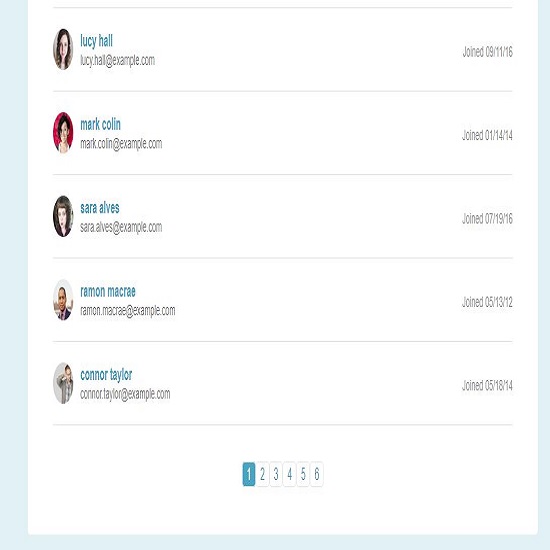 lucy hall
lucy.hall@example.com
Joined 09/11/16
mark colin
mark.colin@example.com
Joined 01/14/14
sara alves
sara.alves@example.com
Joined 07/19/16
ramon macrae
ramon.macrae@example.com
Joined 05/13/12
connor taylor
connor.taylor@example.com
Joined 05/18/14
1 2 3 4 5 6